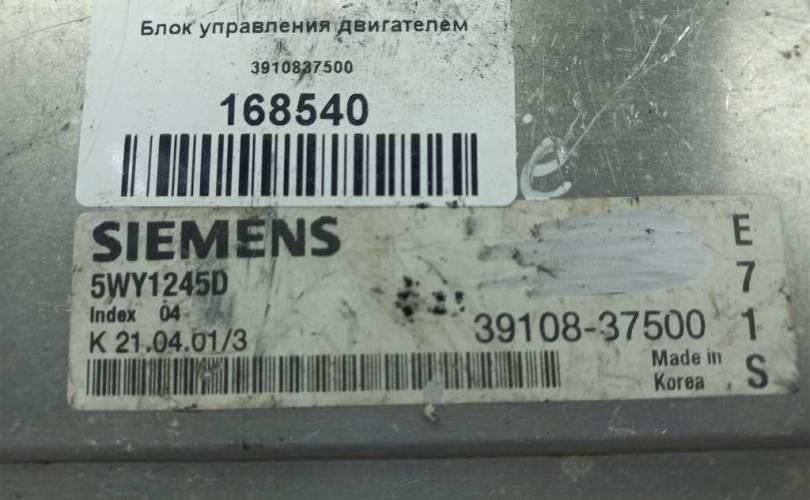 Блок управления двигателем
3910837500
168540
SIEMENS
5WY1245D
Index 04
K 21.04.01/3
39108-37500
Made in
Korea
E
7
1
S